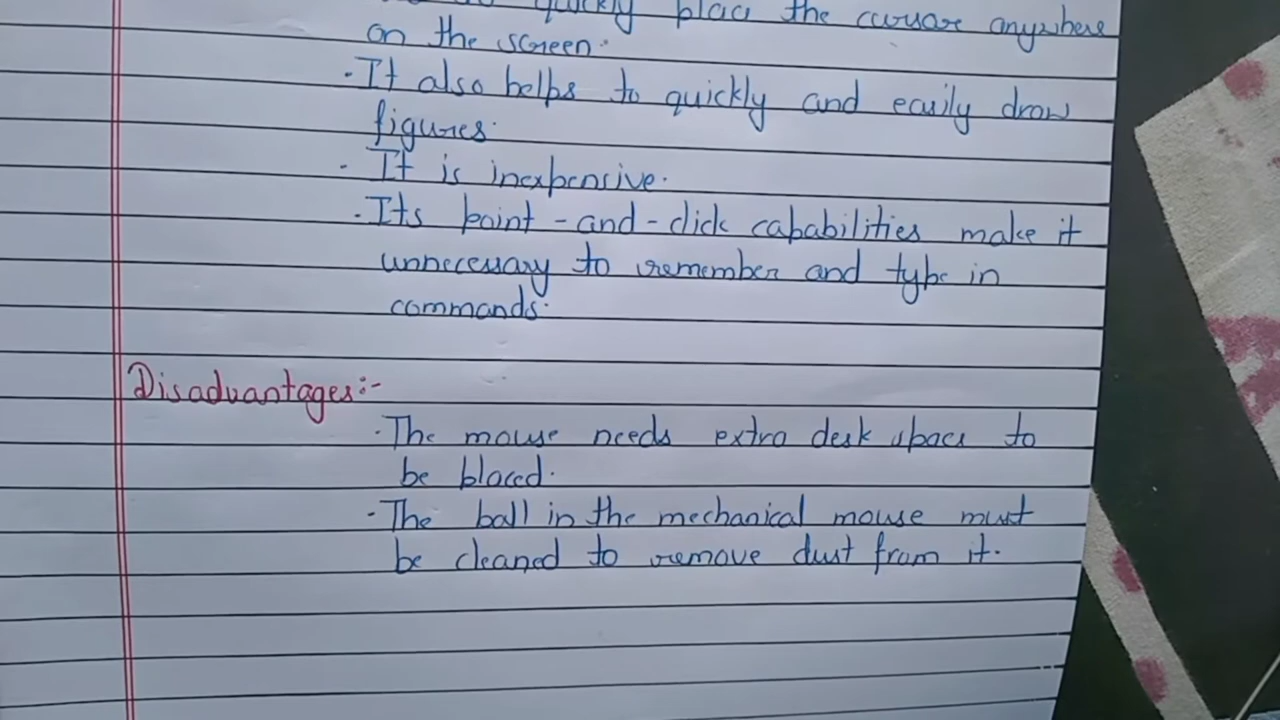 quickly place the cursor anywhere
on the screen.
· It also helps to quickly and easily draw
figures.
· It is inexpensive.
· Its point-and-click capabilities make it
unnecessary to remember and type in
commands.
Disadvantages:-
· The mouse needs extra desk space to
be placed.
· The ball in the mechanical mouse must
be cleaned to remove dust from it.